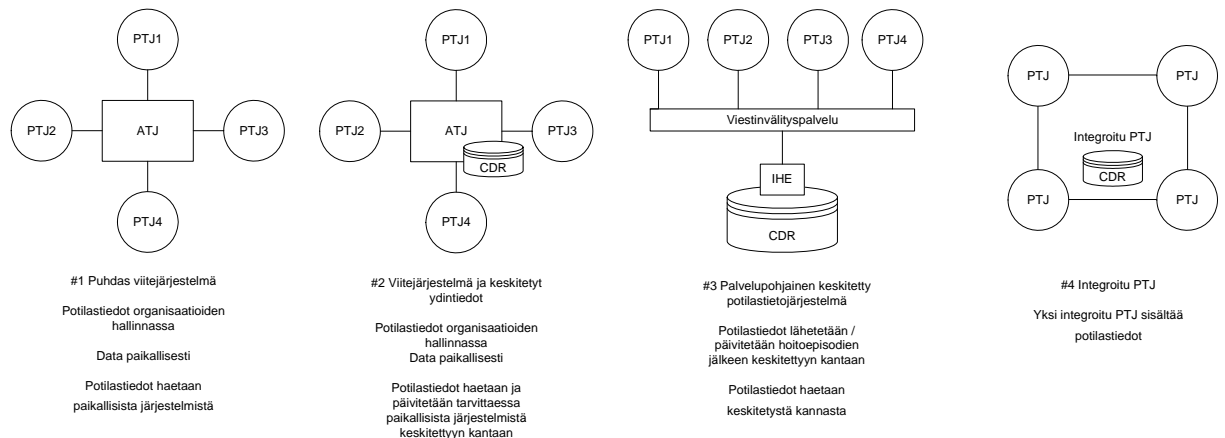 PTJ1
PTJ2
ATJ
PTJ3
PTJ4
#1 Puhdas viitejärjestelmä
Potilastiedot organisaatioiden
hallinnassa
Data paikallisesti
Potilastiedot haetaan
paikallisista järjestelmistä
PTJ1
PTJ2
ATJ
PTJ3
CDR
PTJ4
#2 Viitejärjestelmä ja keskitetyt
ydintiedot
Potilastiedot organisaatioiden
hallinnassa
Data paikallisesti
Potilastiedot haetaan ja
päivitetään tarvittaessa
paikallisista järjestelmistä
keskitettyyn kantaan
PTJ1
PTJ2
PTJ3
PTJ4
Viestinvälityspalvelu
IHE
CDR
#3 Palvelupohjainen keskitetty
potilastietojärjestelmä
Potilastiedot lähetetään /
päivitetään hoitoepisodien
jälkeen keskitettyyn kantaan
Potilastiedot haetaan
keskitetystä kannasta
PTJ
PTJ
Integroitu PTJ
CDR
PTJ
PTJ
#4 Integroitu PTJ
Yksi integroitu PTJ sisältää
potilastiedot